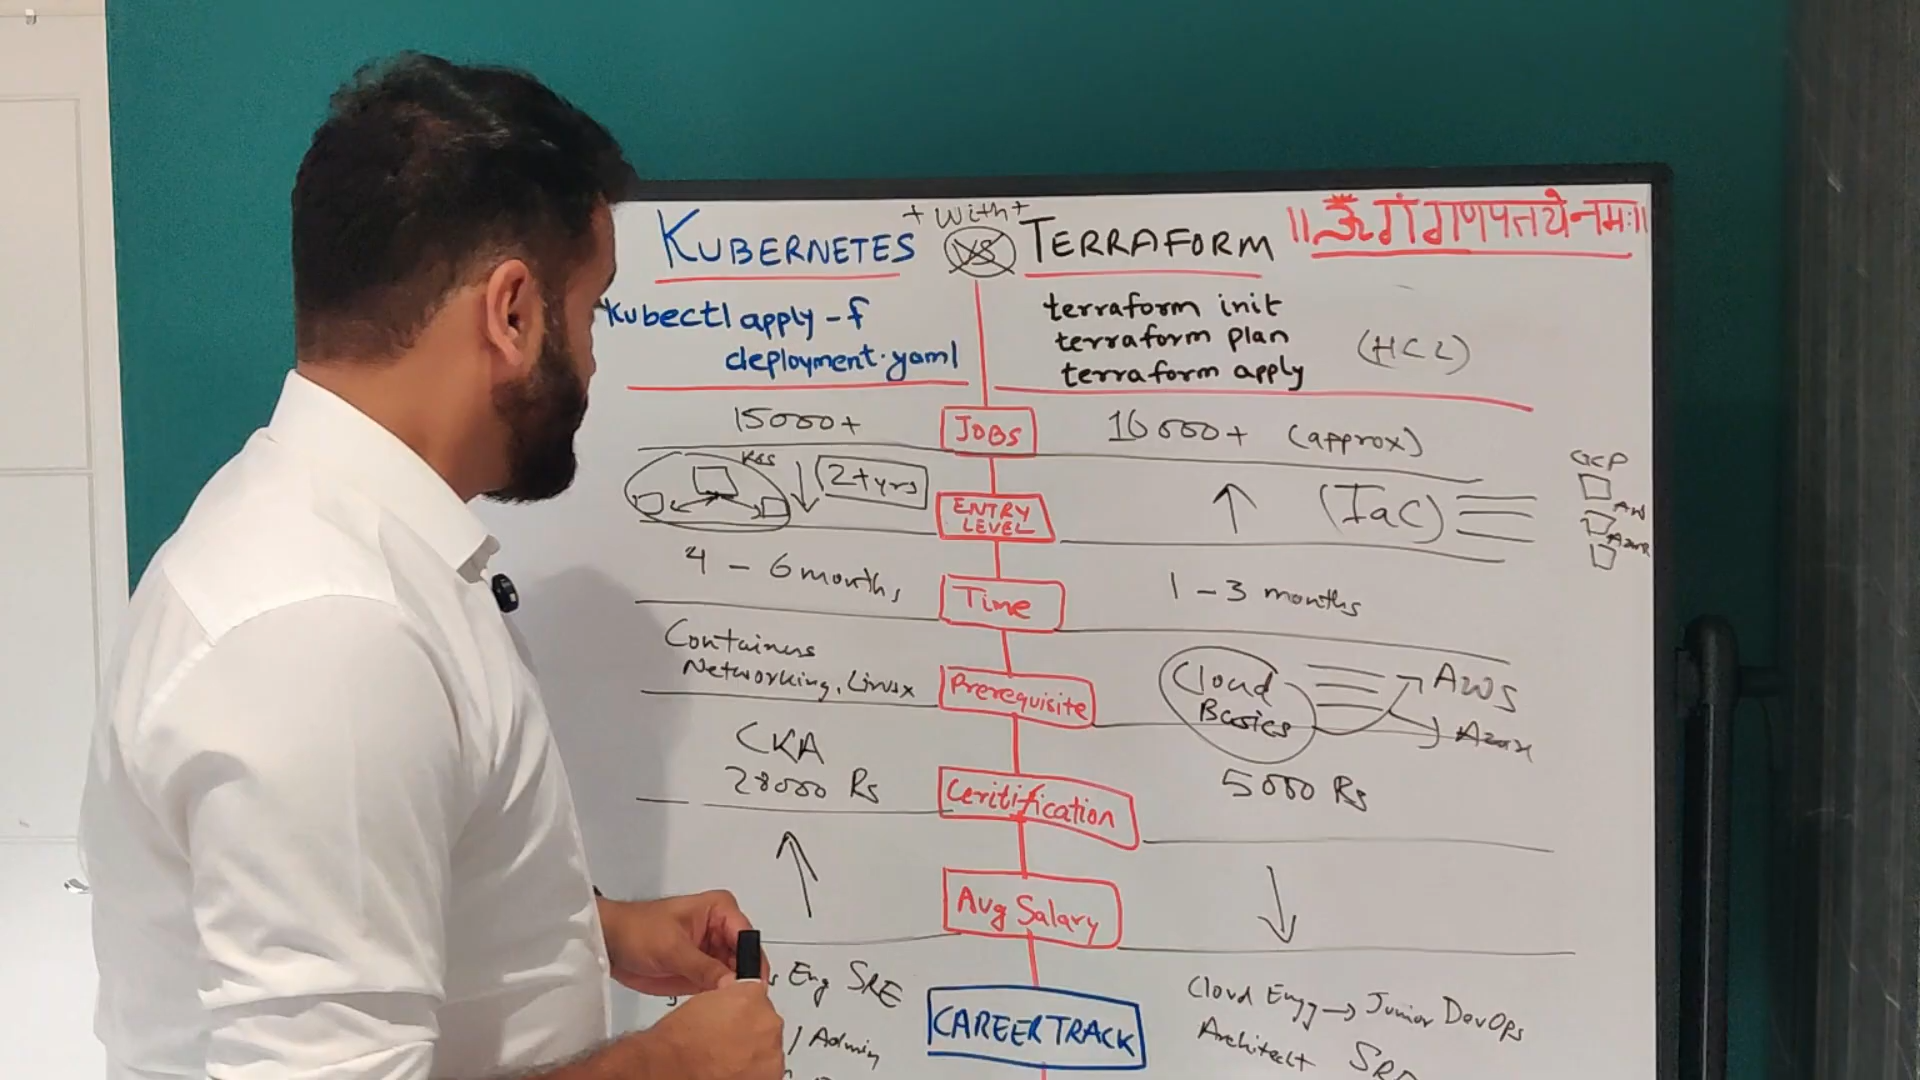 + With +
KUBERNETES VS TERRAFORM
॥ ॐ गं गणपतये नमः ॥
kubectl apply -f
deployment.yaml
terraform init
terraform plan
terraform apply
(HCL)
15000+
JOBS
16000+ (approx)
K8S
2+yrs
ENTRY
LEVEL
(IaC)
GCP
AW
Azure
4 - 6 months
Time
1 - 3 months
Containers
Networking, Linux
Prerequisite
Cloud
Basics
AWS
Azure
CKA
28000 Rs
Ceritification
5000 Rs
Avg Salary
Eng SRE
/ Admin
CAREER TRACK
Cloud Engg → Junior DevOps
Architect SRE